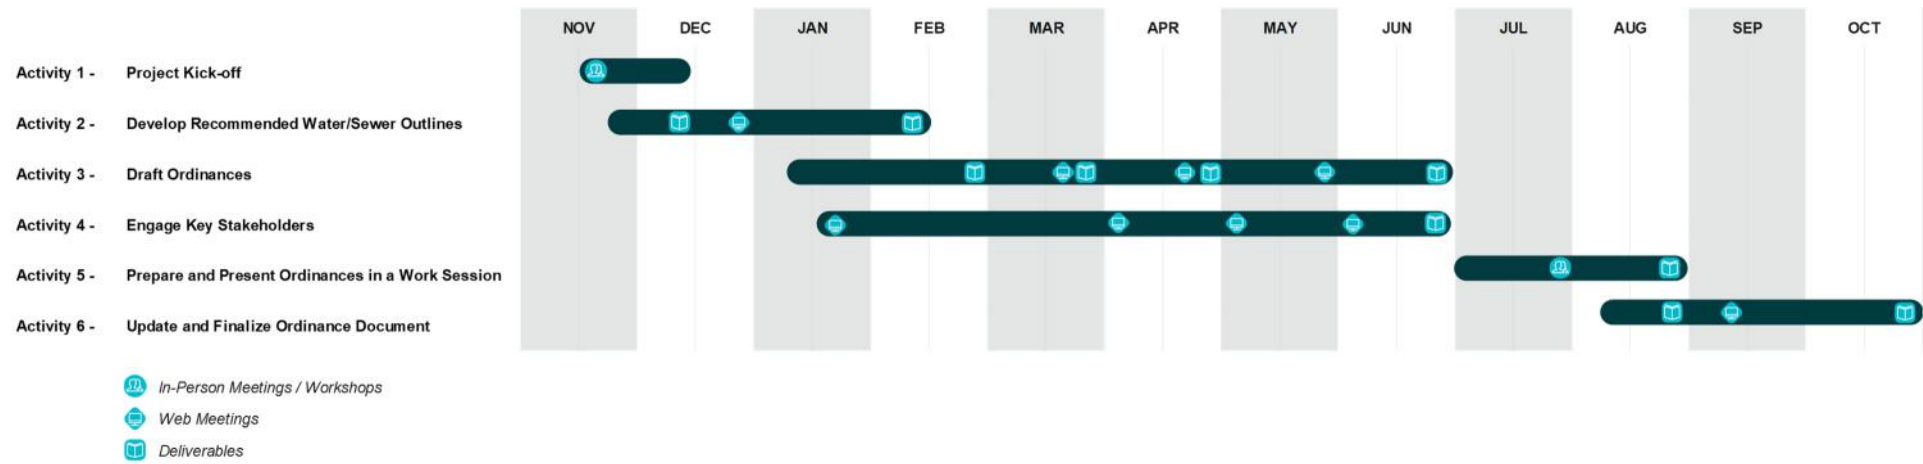 NOV DEC JAN FEB MAR APR MAY JUN JUL AUG SEP OCT
Activity 1 - Project Kick-off
Activity 2 - Develop Recommended Water/Sewer Outlines
Activity 3 - Draft Ordinances
Activity 4 - Engage Key Stakeholders
Activity 5 - Prepare and Present Ordinances in a Work Session
Activity 6 - Update and Finalize Ordinance Document
In-Person Meetings / Workshops
Web Meetings
Deliverables